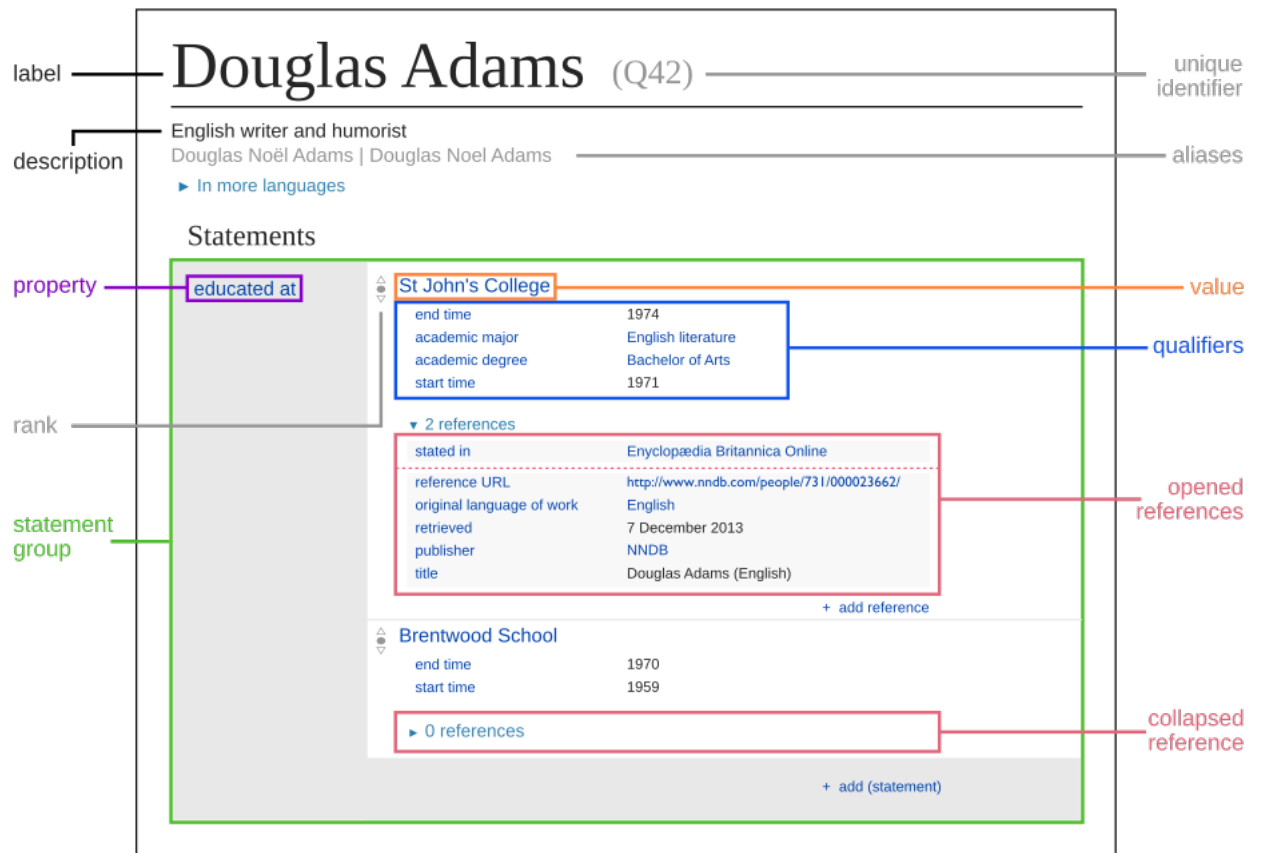 label
Douglas Adams (Q42)
unique
identifier
description
English writer and humorist
Douglas Noël Adams | Douglas Noel Adams
aliases
► In more languages
Statements
property
educated at
St John's College
value
end time 1974
academic major English literature
academic degree Bachelor of Arts
start time 1971
qualifiers
rank
▼ 2 references
stated in Enyclopædia Britannica Online
reference URL http://www.nndb.com/people/731/000023662/
original language of work English
retrieved 7 December 2013
publisher NNDB
title Douglas Adams (English)
opened
references
statement
group
+ add reference
Brentwood School
end time 1970
start time 1959
► 0 references
collapsed
reference
+ add (statement)